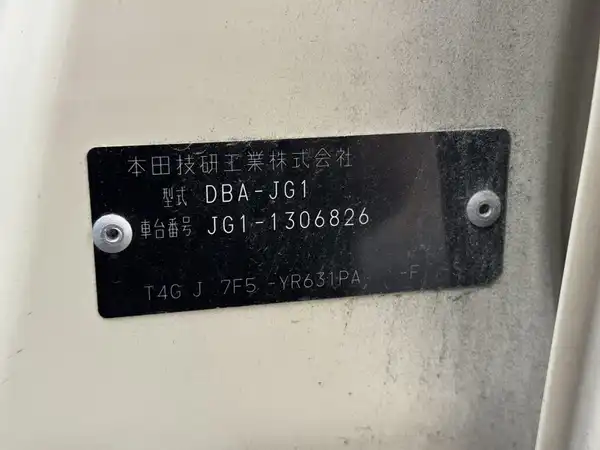 本田技研工業株式会社
型式 DBA-JG1
車台番号 JG1-1306826
T4G J 7F5 -YR631PA -F